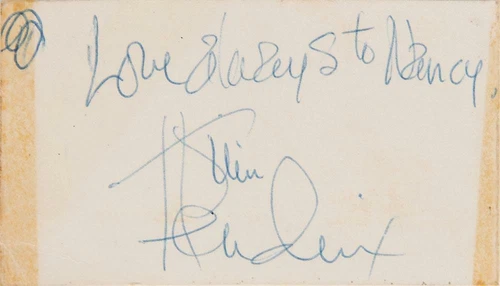 Love always to Nancy,
Jimi
Hendrix